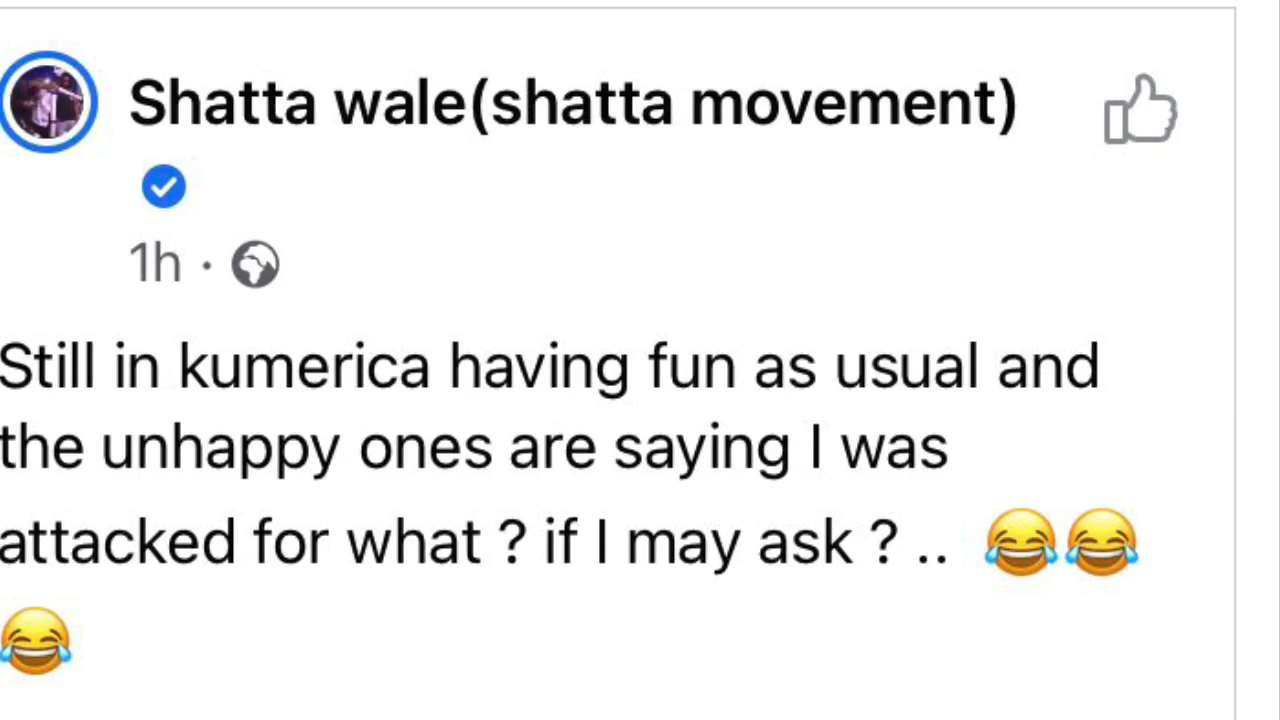 Shatta wale(shatta movement)
1h ·
Still in kumerica having fun as usual and
the unhappy ones are saying I was
attacked for what ? if I may ask ? .. 😂😂
😂